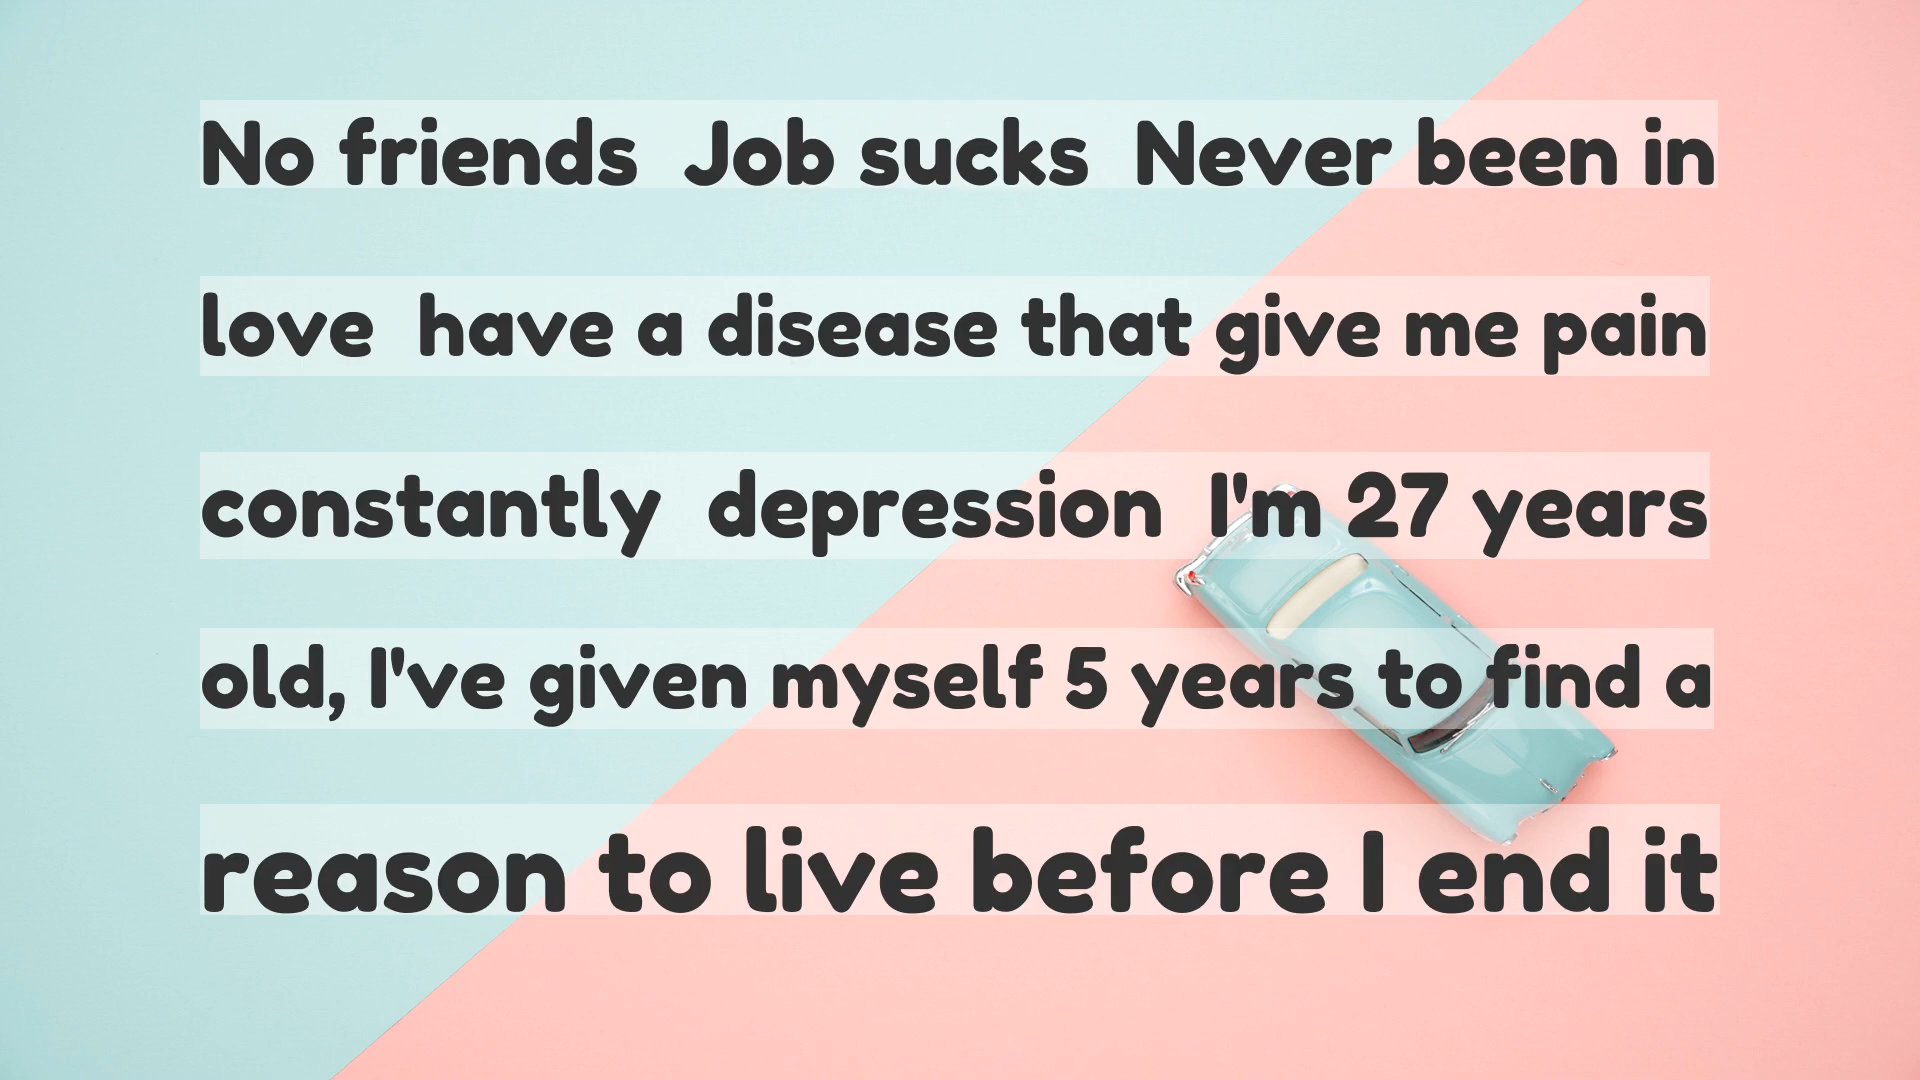 No friends  Job sucks  Never been in
love  have a disease that give me pain
constantly  depression  I'm 27 years
old, I've given myself 5 years to find a
reason to live before I end it